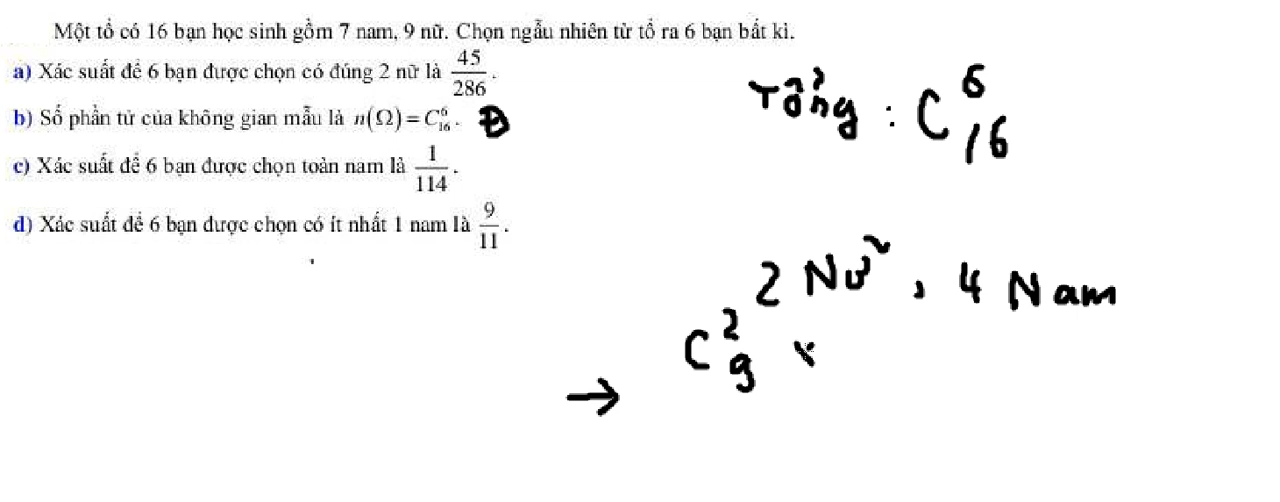 Một tổ có 16 bạn học sinh gồm 7 nam, 9 nữ. Chọn ngẫu nhiên từ tổ ra 6 bạn bất kì.
a) Xác suất để 6 bạn được chọn có đúng 2 nữ là 45/286.
b) Số phần tử của không gian mẫu là n(Ω) = C₁₆⁶. Đ
c) Xác suất để 6 bạn được chọn toàn nam là 1/114.
d) Xác suất để 6 bạn được chọn có ít nhất 1 nam là 9/11.
Tổng : C₁₆⁶
2 Nữ, 4 Nam
→ C₉² x